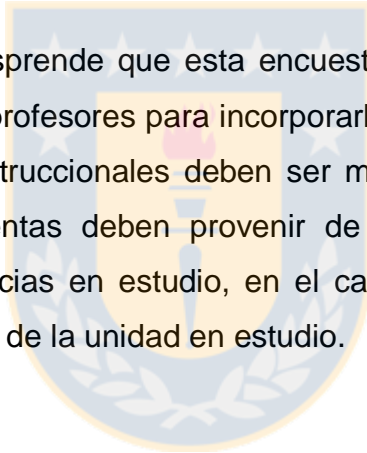 sprende que esta encuest
profesores para incorporarl
truccionales deben ser m
entas deben provenir de
cias en estudio, en el ca
de la unidad en estudio.